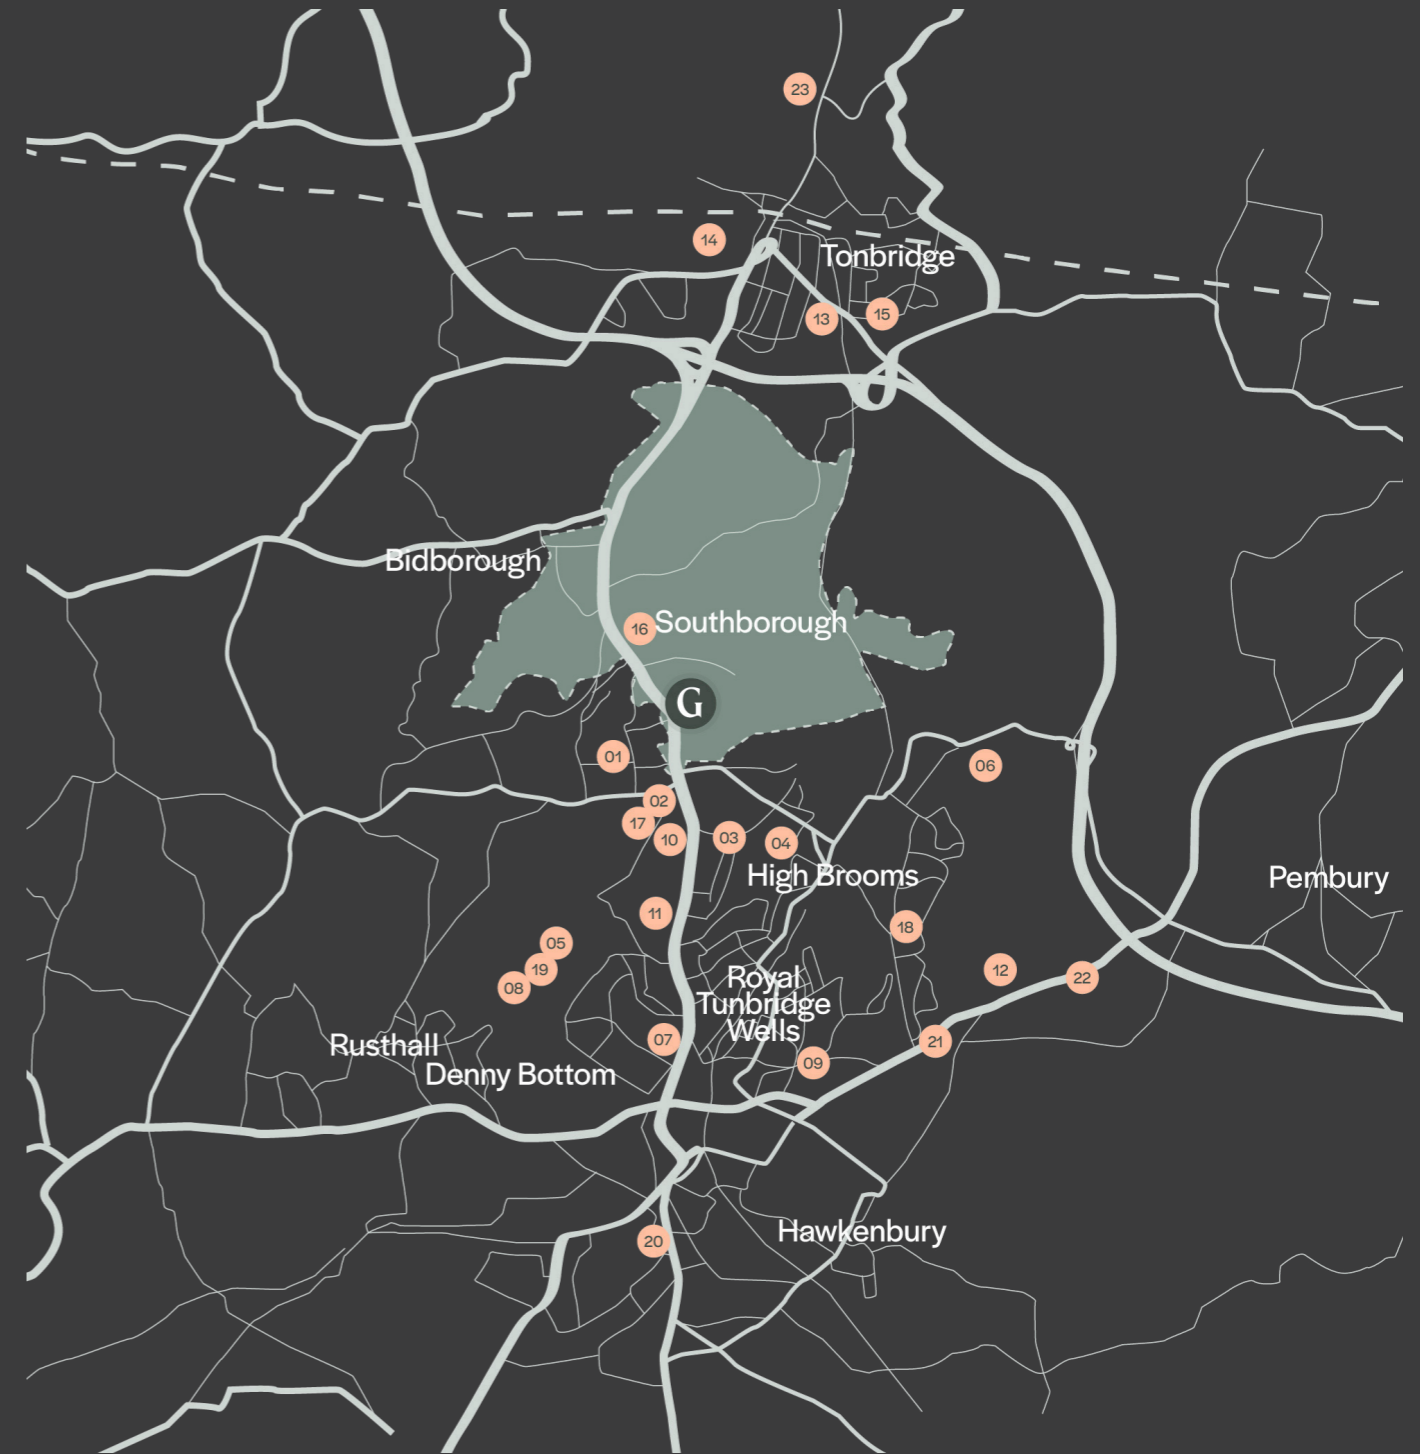 23
14
Tonbridge
13
15
Bidborough
16
Southborough
G
01
06
02
17
10
03
04
High Brooms
Pembury
11
18
05
19
08
12
22
Royal
Tunbridge
Wells
07
21
Rusthall
09
Denny Bottom
20
Hawkenbury